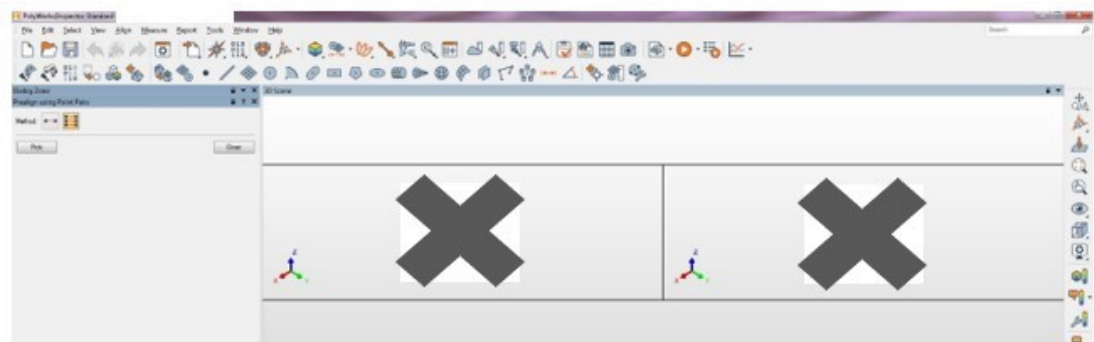 PolyWorks|Inspector Standard
File Edit Select View Align Measure Report Tools Window Help
Search
Dialog Zone
3D Scene
Prealign using Point Pairs
Method:
Pick
Close
Z
X
Y
Z
X
Y